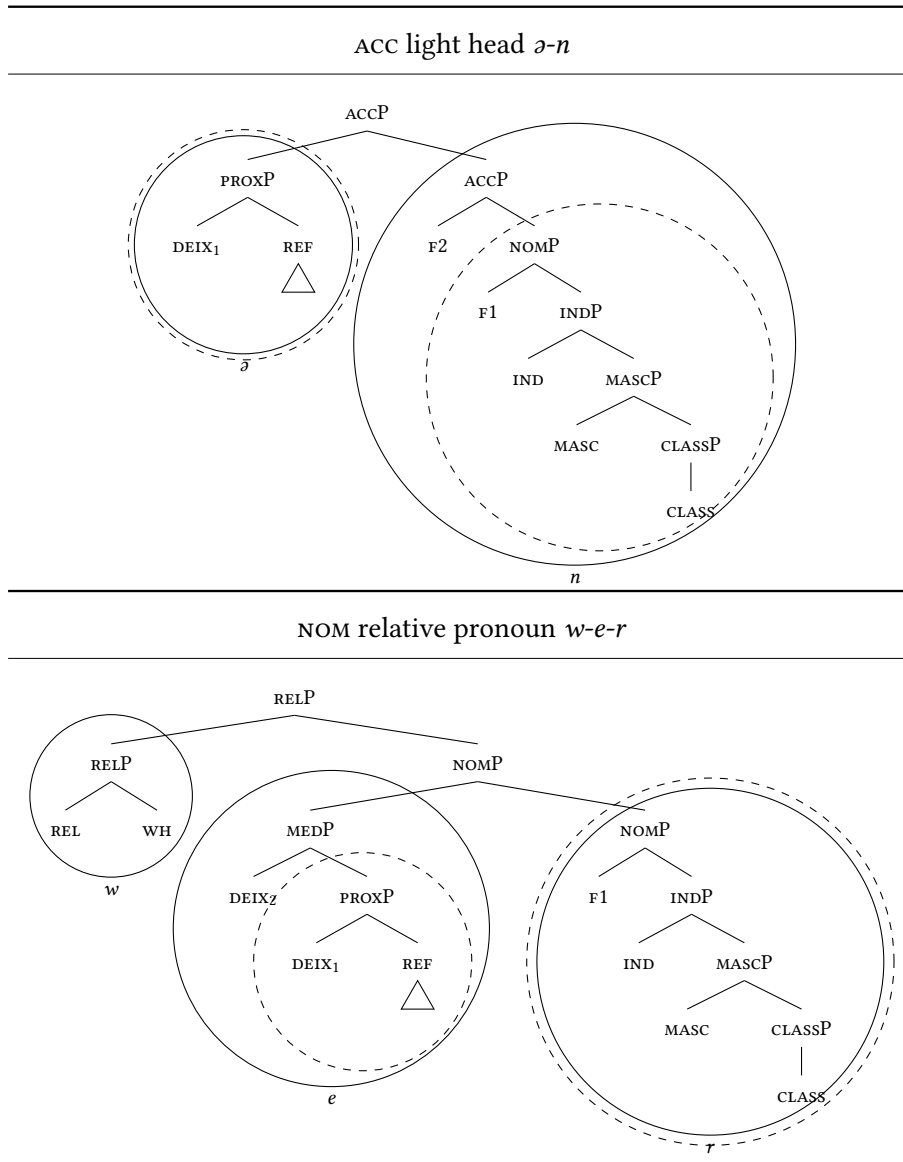 ACC light head ə-n
ACCP
PROXP ACCP
DEIX₁ REF F2 NOMP
F1 INDP
ə
IND MASCP
MASC CLASSP
CLASS
n
NOM relative pronoun w-e-r
RELP
RELP NOMP
REL WH MEDP NOMP
w
DEIX₂ PROXP F1 INDP
DEIX₁ REF IND MASCP
MASC CLASSP
e CLASS
r